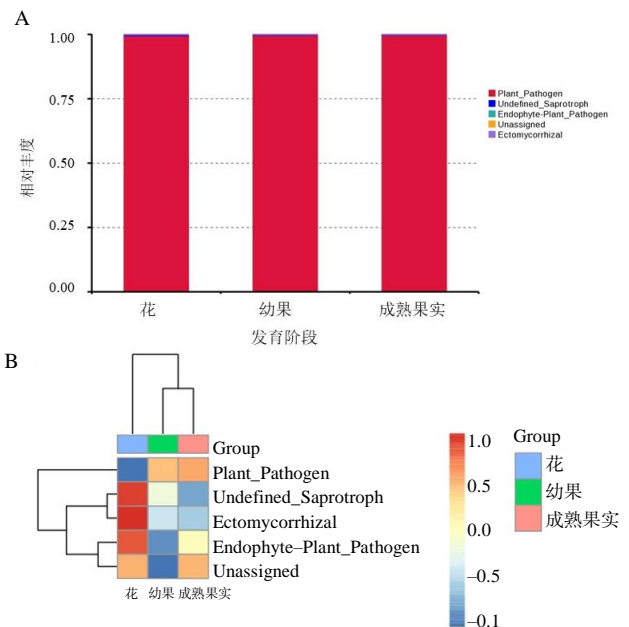 A
1.00
0.75
0.50
0.25
0.00
相对丰度
花 幼果 成熟果实
发育阶段
Plant_Pathogen
Undefined_Saprotroph
Endophyte-Plant_Pathogen
Unassigned
Ectomycorrhizal
B
Group
Plant_Pathogen
Undefined_Saprotroph
Ectomycorrhizal
Endophyte–Plant_Pathogen
Unassigned
花 幼果 成熟果实
1.0
0.5
0.0
–0.5
–0.1
Group
花
幼果
成熟果实